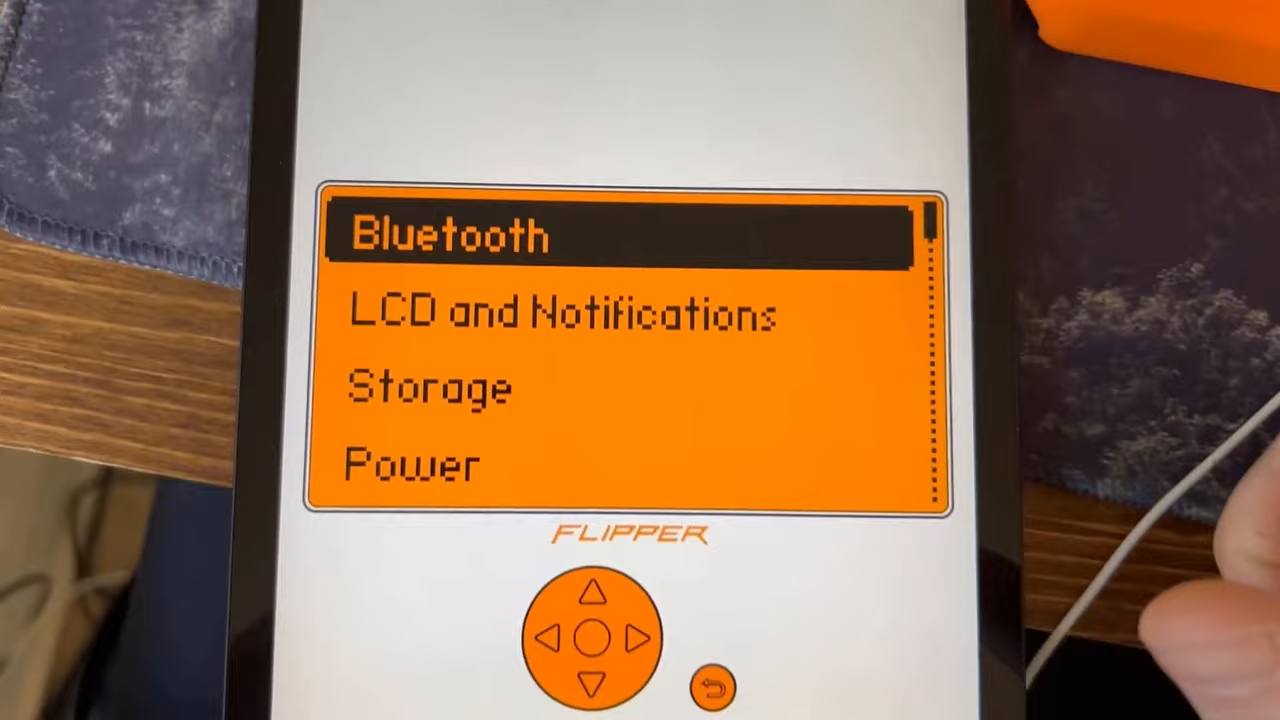 Bluetooth
LCD and Notifications
Storage
Power
FLIPPER